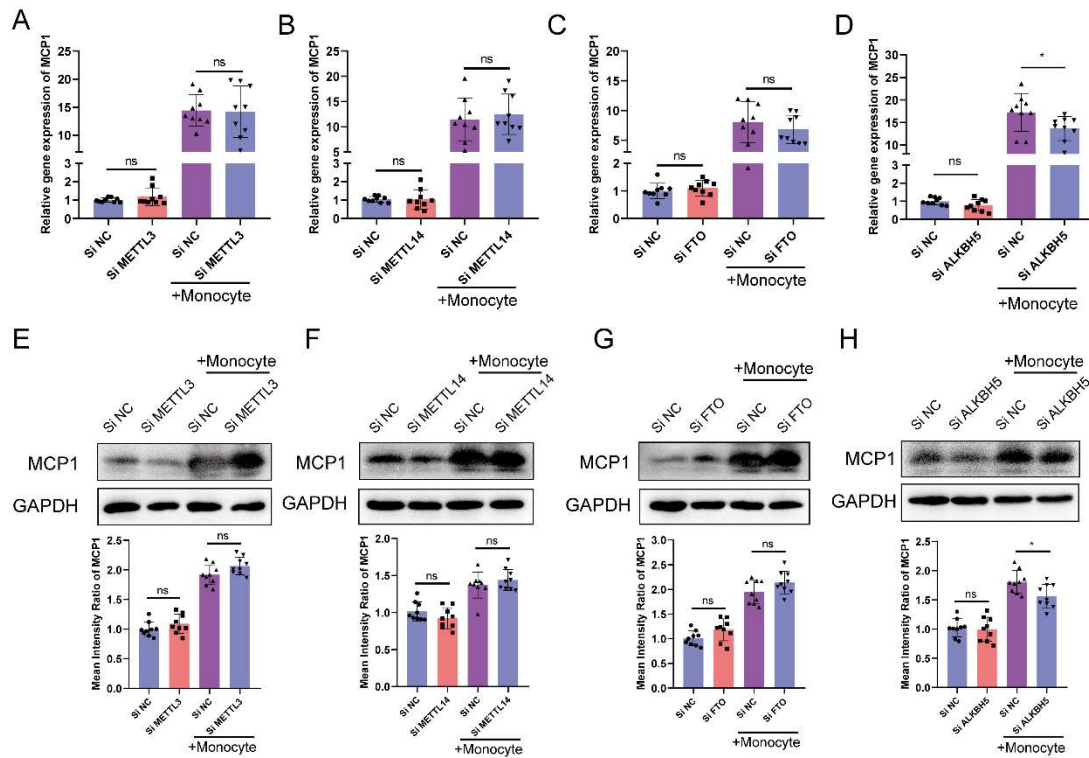 A
Relative gene expression of MCP1
25
20
15
10
5
2
1
0
ns
ns
Si NC
Si METTL3
Si NC
Si METTL3
+Monocyte
B
Relative gene expression of MCP1
25
20
15
10
5
3
2
1
0
ns
ns
Si NC
Si METTL14
Si NC
Si METTL14
+Monocyte
C
Relative gene expression of MCP1
20
15
10
5
2
1
0
ns
ns
Si NC
Si FTO
Si NC
Si FTO
+Monocyte
D
Relative gene expression of MCP1
40
30
20
10
3
2
1
0
ns
*
Si NC
Si ALKBH5
Si NC
Si ALKBH5
+Monocyte
E
+Monocyte
Si NC
Si METTL3
Si NC
Si METTL3
MCP1
GAPDH
Mean Intensity Ratio of MCP1
2.5
2.0
1.5
1.0
0.5
0.0
ns
ns
Si NC
Si METTL3
Si NC
Si METTL3
+Monocyte
F
+Monocyte
Si NC
Si METTL14
Si NC
Si METTL14
MCP1
GAPDH
Mean Intensity Ratio of MCP1
2.0
1.5
1.0
0.5
0.0
ns
ns
Si NC
Si METTL14
Si NC
Si METTL14
+Monocyte
G
+Monocyte
Si NC
Si FTO
Si NC
Si FTO
MCP1
GAPDH
Mean Intensity Ratio of MCP1
3.0
2.5
2.0
1.5
1.0
0.5
0.0
ns
ns
Si NC
Si FTO
Si NC
Si FTO
+Monocyte
H
+Monocyte
Si NC
Si ALKBH5
Si NC
Si ALKBH5
MCP1
GAPDH
Mean Intensity Ratio of MCP1
2.5
2.0
1.5
1.0
0.5
0.0
ns
*
Si NC
Si ALKBH5
Si NC
Si ALKBH5
+Monocyte